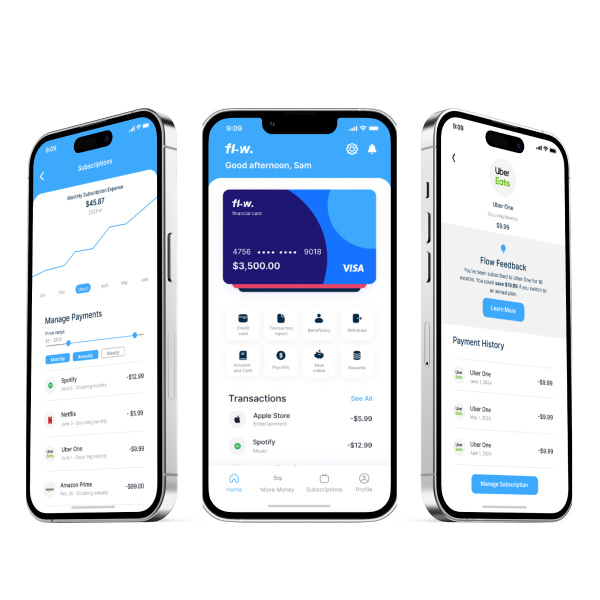 9:09
Subscriptions
Monthly Subscription Expense
$45.87
Jan Feb March April May June
Manage Payments
Price range
Monthly Annually Weekly
Spotify
-$12.99
June 5 · Occurring monthly
Netflix
- $5.99
June 3 · Occurring monthly
Uber One
-$9.99
June 1 · Occurring monthly
Amazon Prime
-$99.00
9:09
fl-w.
Good afternoon, Sam
fl-w.
financial card
4756 •••• •••• 9018
$3,500.00
VISA
Credit card
Transaction report
Beneficiary
Withdraw
Account and Card
Pay bills
Save online
Rewards
Transactions
See All
Apple Store
-$5.99
Entertainment
Spotify
-$12.99
Music
Home
Move Money
Subscriptions
Profile
9:09
Uber
Eats
Uber One
Occurring Monthly
$9.99
Flow Feedback
You've been subscribed to Uber One for 18
months. You could save $19.89 if you switch to
an annual plan.
Learn More
Payment History
Uber One
-$9.99
June 1, 2024
Uber One
-$9.99
May 1, 2024
Uber One
-$9.99
April 1, 2024
Manage Subscription